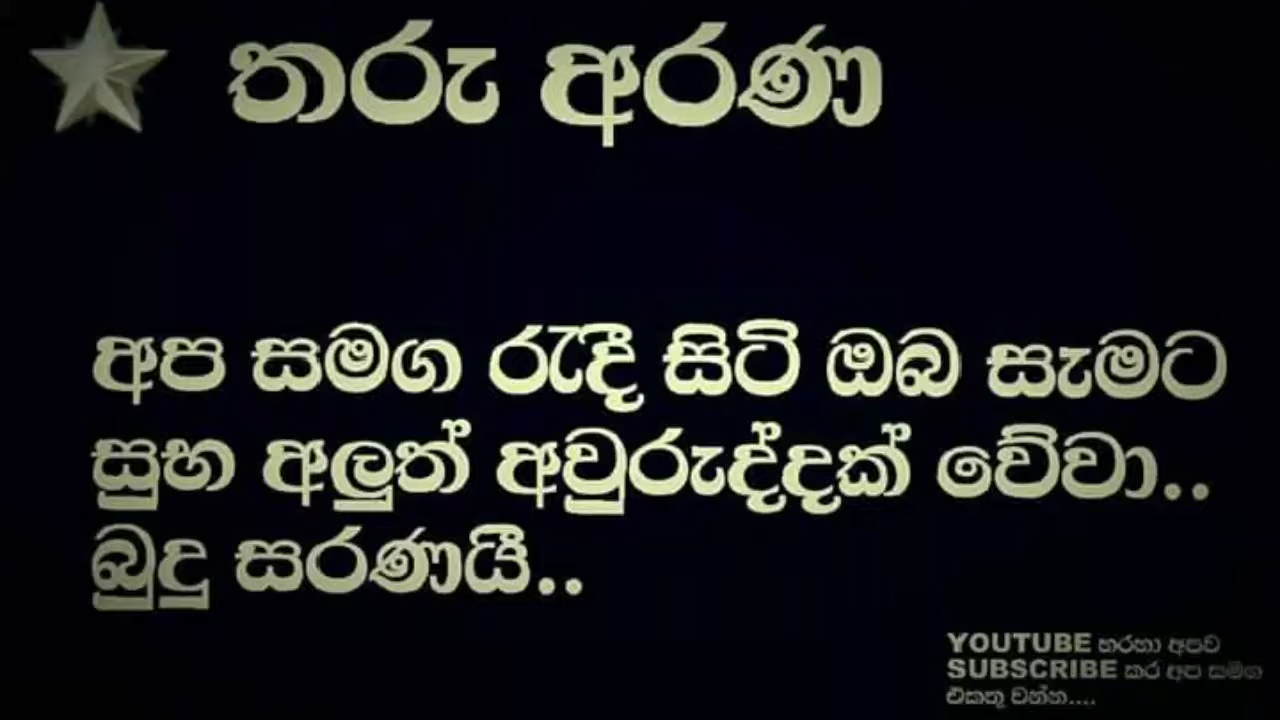 තරු අරණ
අප සමග රැදී සිටි ඔබ සැමට
සුභ අලුත් අවුරුද්දක් වේවා..
බුදු සරණයි..
YOUTUBE හරහා අපව
SUBSCRIBE කර අප සමග
එකතු වන්න....